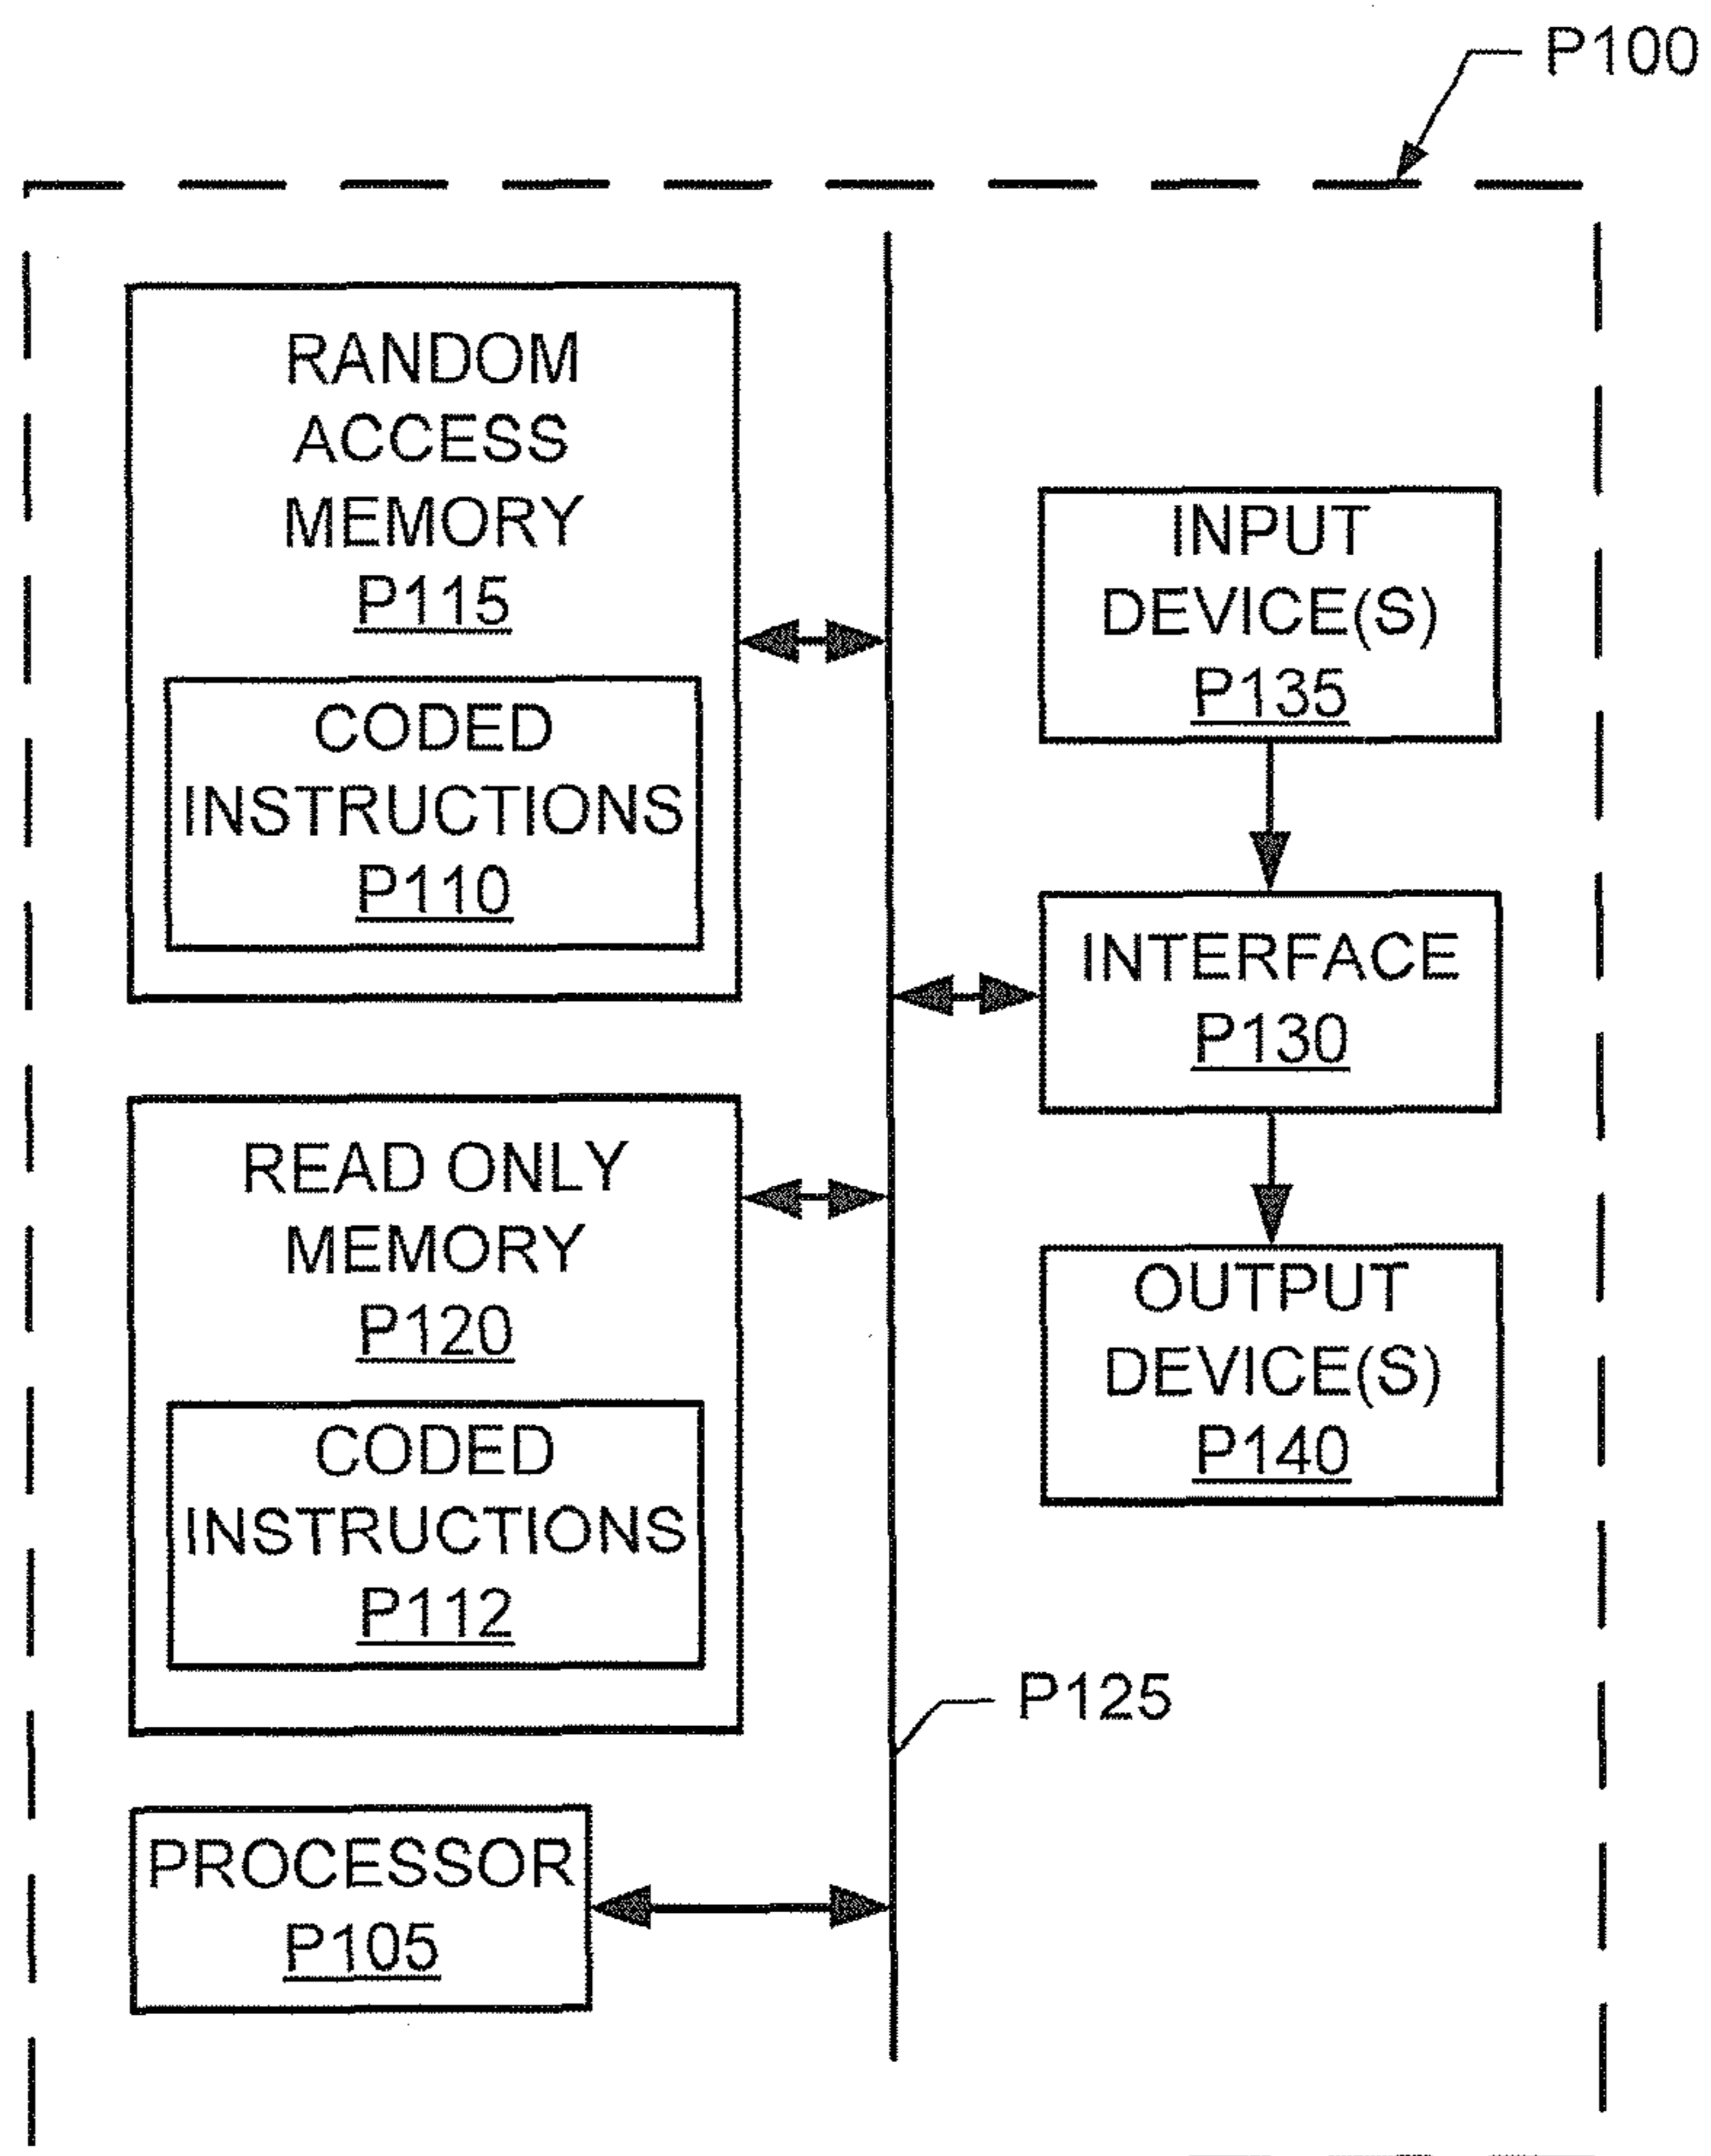 P100
RANDOM
ACCESS
MEMORY
P115
CODED
INSTRUCTIONS
P110
READ ONLY
MEMORY
P120
CODED
INSTRUCTIONS
P112
PROCESSOR
P105
INPUT
DEVICE(S)
P135
INTERFACE
P130
OUTPUT
DEVICE(S)
P140
P125